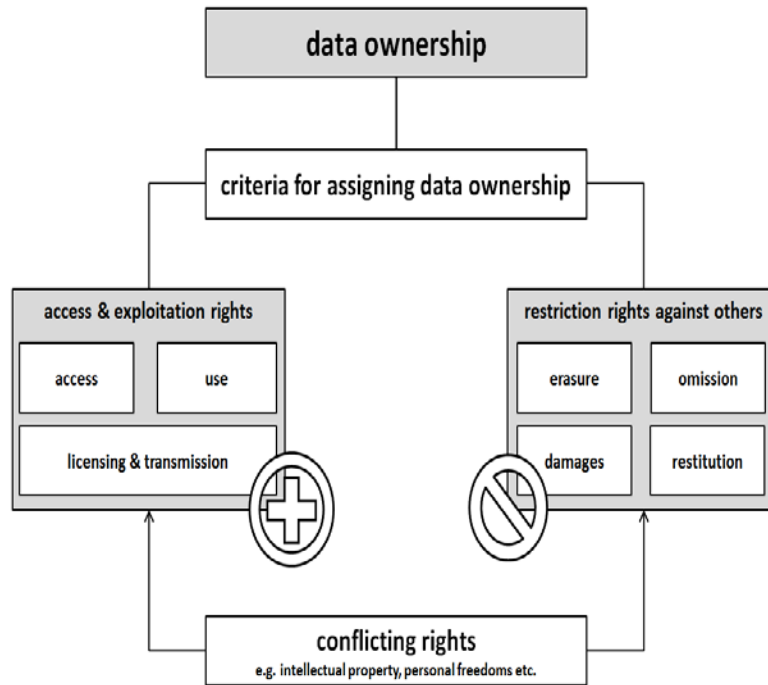 data ownership
criteria for assigning data ownership
access & exploitation rights
access
use
licensing & transmission
restriction rights against others
erasure
omission
damages
restitution
conflicting rights
e.g. intellectual property, personal freedoms etc.